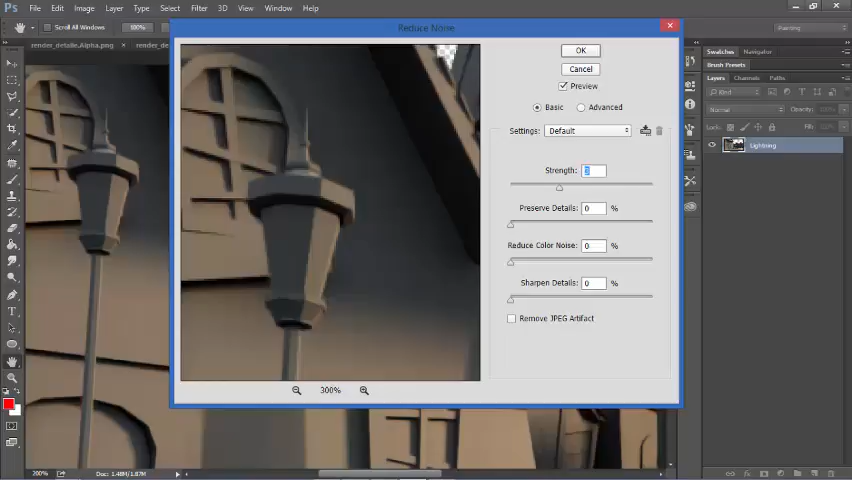 Ps File Edit Image Layer Type Select Filter 3D View Window Help
Reduce Noise
Scroll All Windows 100%
Painting
render_detaile.Alpha.png ×
OK
Cancel
Preview
Basic Advanced
Settings: Default
Strength:
Preserve Details: 0 %
Reduce Color Noise: 0 %
Sharpen Details: 0 %
Remove JPEG Artifact
300%
Swatches Navigator
Brush Presets
Layers Channels Paths
Kind
Normal Opacity:
Lock: Fill:
Lightning
200% Doc: 1.48M/1.87M